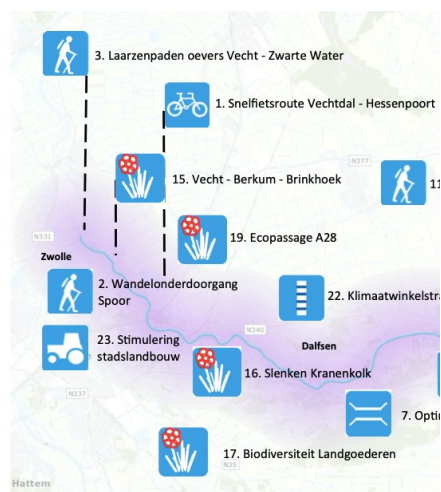 3. Laarzenpaden oevers Vecht - Zwarte Water
1. Snelfietsroute Vechtdal - Hessenpoort
N377
15. Vecht - Berkum - Brinkhoek
11
19. Ecopassage A28
N331
Zwolle
2. Wandelonderdoorgang
Spoor
22. Klimaatwinkelstra
N340
23. Stimulering
stadslandbouw
Dalfsen
16. Slenken Kranenkolk
N337
7. Opti
17. Biodiversiteit Landgoederen
N35
Hattem